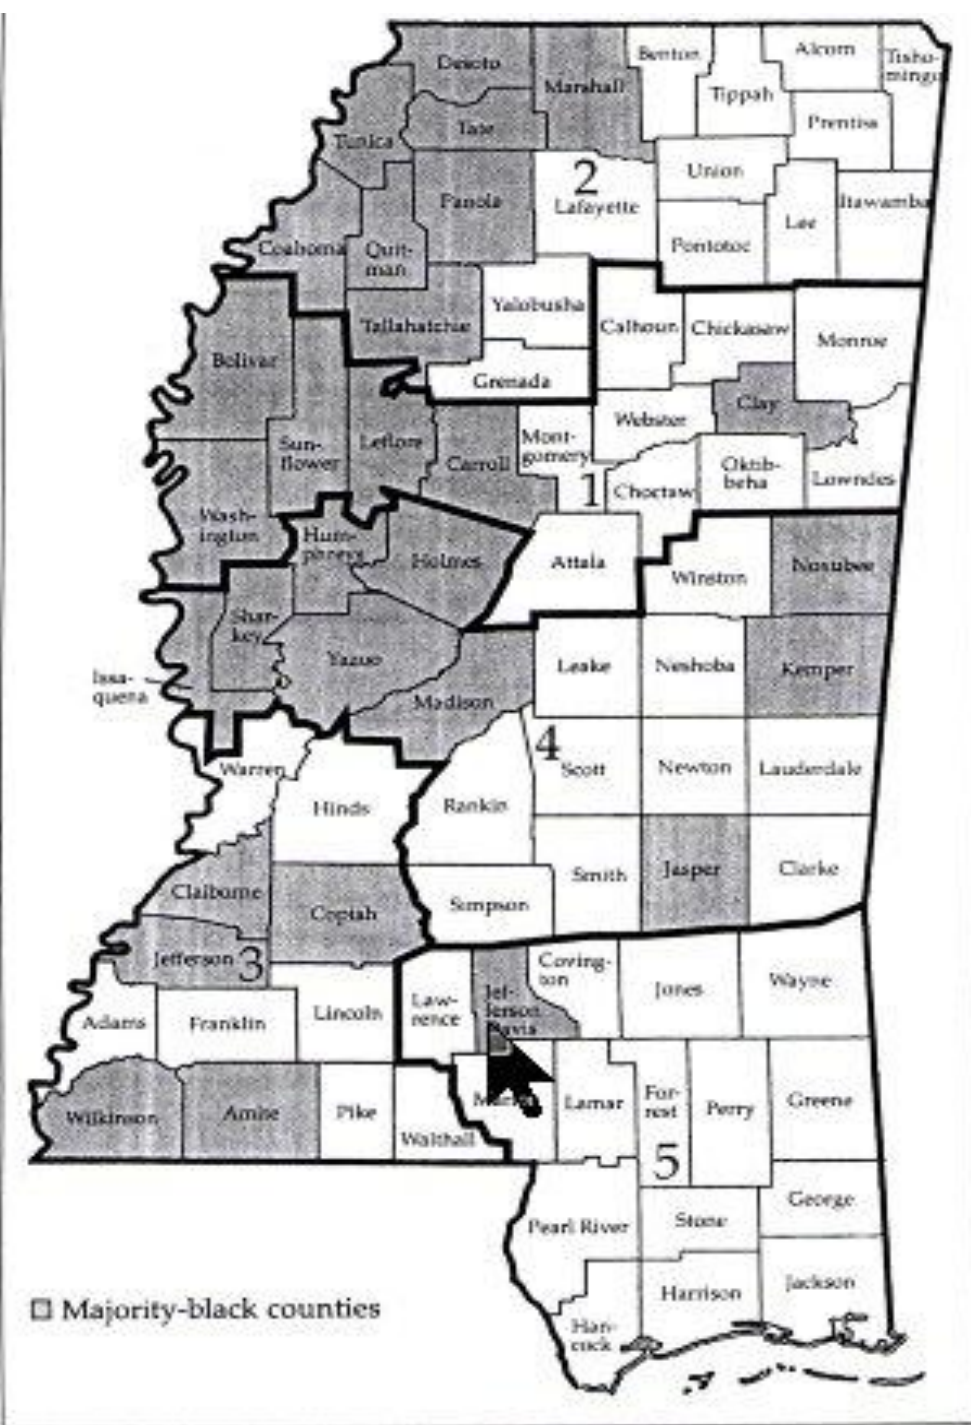 Desoto
Marshall
Benton
Tippah
Alcorn
Tisho-
mingo
Prentiss
Tunica
Tate
Panola
2
Lafayette
Union
Pontotoc
Lee
Itawamba
Coahoma
Quit-
man
Tallahatchie
Yalobusha
Grenada
Calhoun
Chickasaw
Monroe
Bolivar
Sun-
flower
Leflore
Carroll
Mont-
gomery
Webster
Clay
1
Choctaw
Oktib-
beha
Lowndes
Wash-
ington
Hum-
phreys
Holmes
Attala
Winston
Noxubee
Shar-
key
Issa-
quena
Yazoo
Madison
Leake
Neshoba
Kemper
4
Warren
Hinds
Rankin
Scott
Newton
Lauderdale
Claiborne
Copiah
Simpson
Smith
Jasper
Clarke
Jefferson
3
Adams
Franklin
Lincoln
Law-
rence
Jef-
ferson
Davis
Coving-
ton
Jones
Wayne
Wilkinson
Amite
Pike
Walthall
Lamar
For-
rest
Perry
Greene
5
Pearl River
Stone
George
Han-
cock
Harrison
Jackson
Majority-black counties